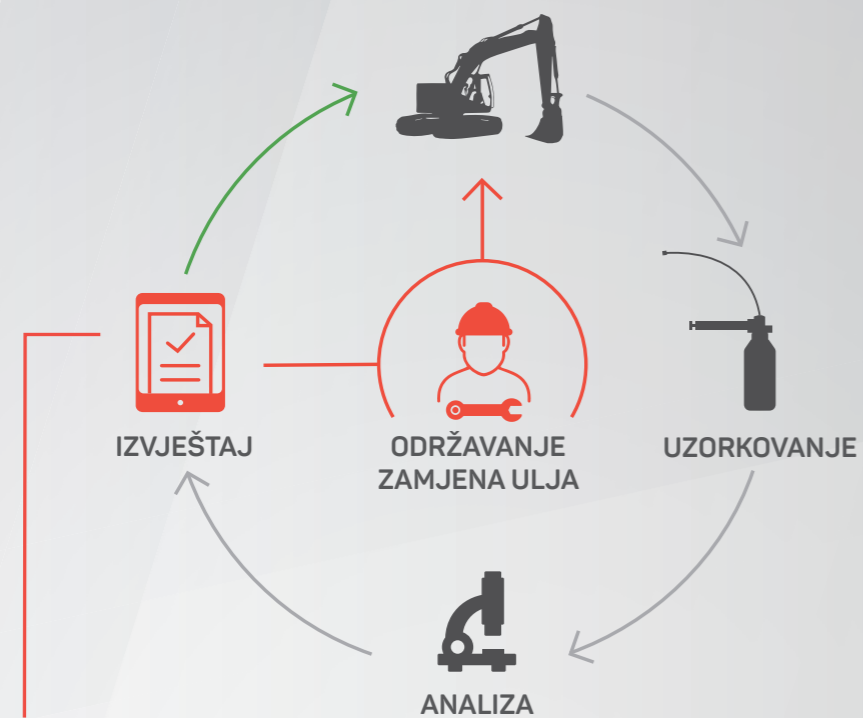 IZVJEŠTAJ
ODRŽAVANJE
ZAMJENA ULJA
UZORKOVANJE
ANALIZA